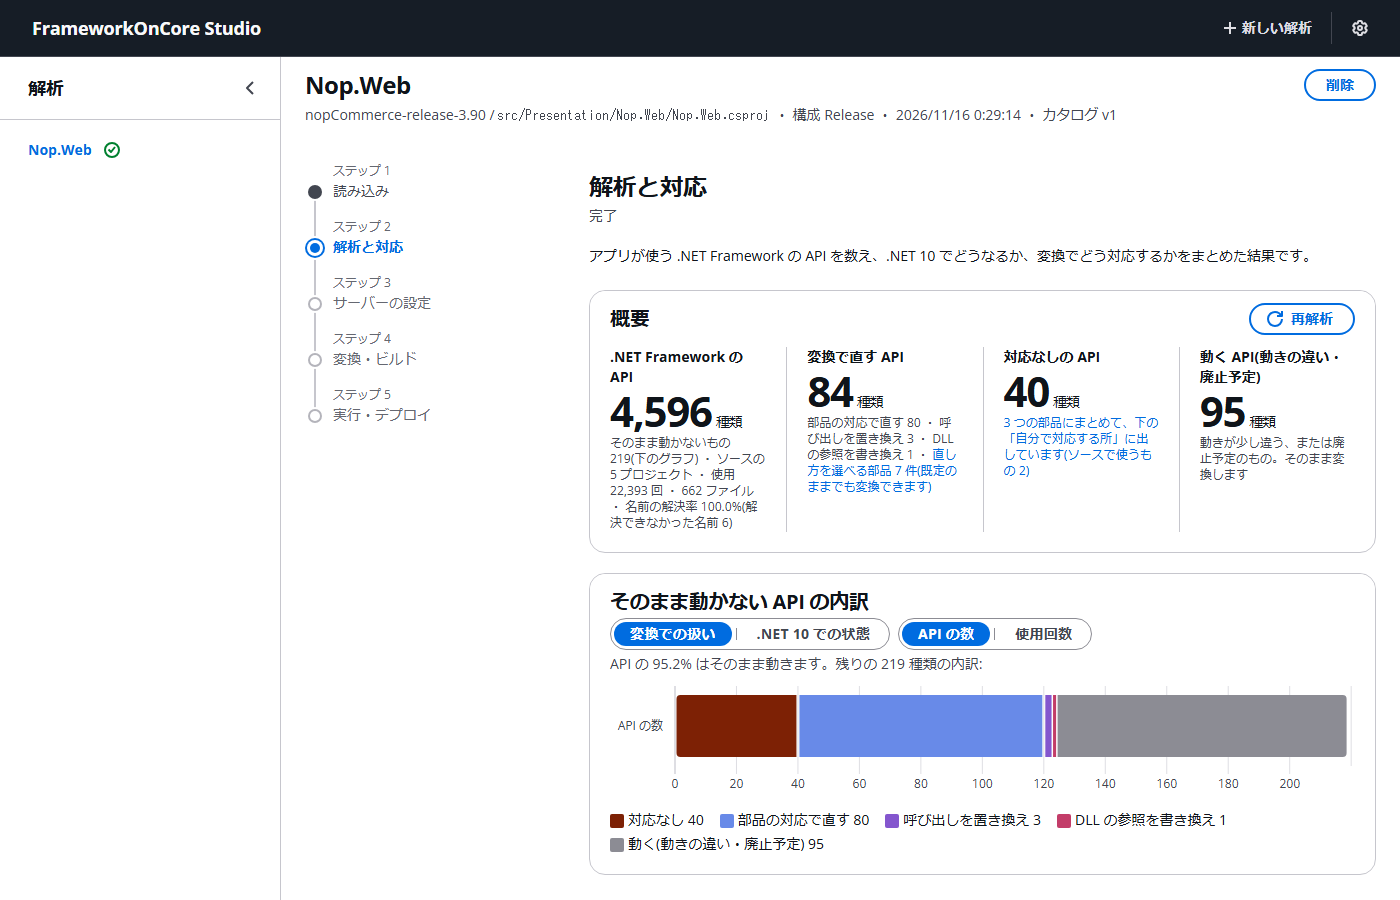 FrameworkOnCore Studio
新しい解析
解析
Nop.Web
Nop.Web
nopCommerce-release-3.90 / src/Presentation/Nop.Web/Nop.Web.csproj ・ 構成 Release ・ 2026/11/16 0:29:14 ・ カタログ v1
削除
ステップ 1
読み込み
ステップ 2
解析と対応
ステップ 3
サーバーの設定
ステップ 4
変換・ビルド
ステップ 5
実行・デプロイ
解析と対応
完了
アプリが使う .NET Framework の API を数え、.NET 10 でどうなるか、変換でどう対応するかをまとめた結果です。
概要
再解析
.NET Framework の
API
4,596 種類
そのまま動かないもの
219(下のグラフ) ・ ソースの
5 プロジェクト ・ 使用
22,393 回 ・ 662 ファイル
・ 名前の解決率 100.0%(解
決できなかった名前 6)
変換で直す API
84 種類
部品の対応で直す 80 ・ 呼
び出しを置き換え 3 ・ DLL
の参照を書き換え 1 ・ 直し
方を選べる部品 7 件(既定の
ままでも変換できます)
対応なしの API
40 種類
3 つの部品にまとめて、下の
「自分で対応する所」に出
しています(ソースで使うも
の 2)
動く API(動きの違い・
廃止予定)
95 種類
動きが少し違う、または廃
止予定のもの。そのまま変
換します
そのまま動かない API の内訳
変換での扱い
.NET 10 での状態
API の数
使用回数
API の 95.2% はそのまま動きます。残りの 219 種類の内訳:
API の数
0 20 40 60 80 100 120 140 160 180 200
対応なし 40 部品の対応で直す 80 呼び出しを置き換え 3 DLL の参照を書き換え 1
動く(動きの違い・廃止予定) 95